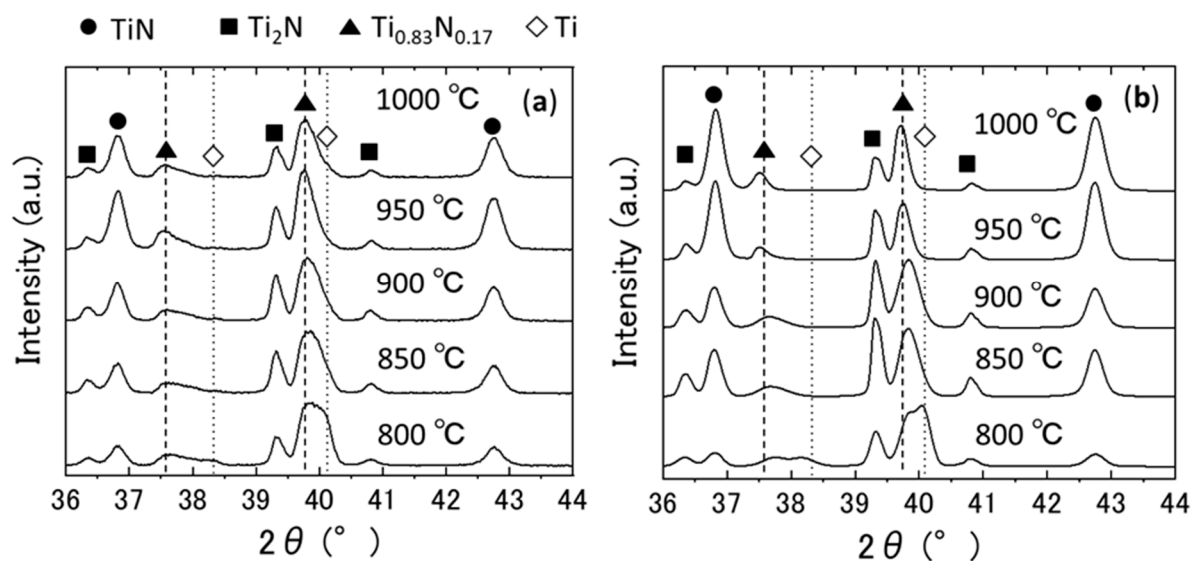 ● TiN ■ Ti₂N ▲ Ti₀.₈₃N₀.₁₇ ◇ Ti
(a)
1000 ℃
950 ℃
900 ℃
850 ℃
800 ℃
Intensity (a.u.)
36 37 38 39 40 41 42 43 44
2θ (°)
(b)
1000 ℃
950 ℃
900 ℃
850 ℃
800 ℃
Intensity (a.u.)
36 37 38 39 40 41 42 43 44
2θ (°)